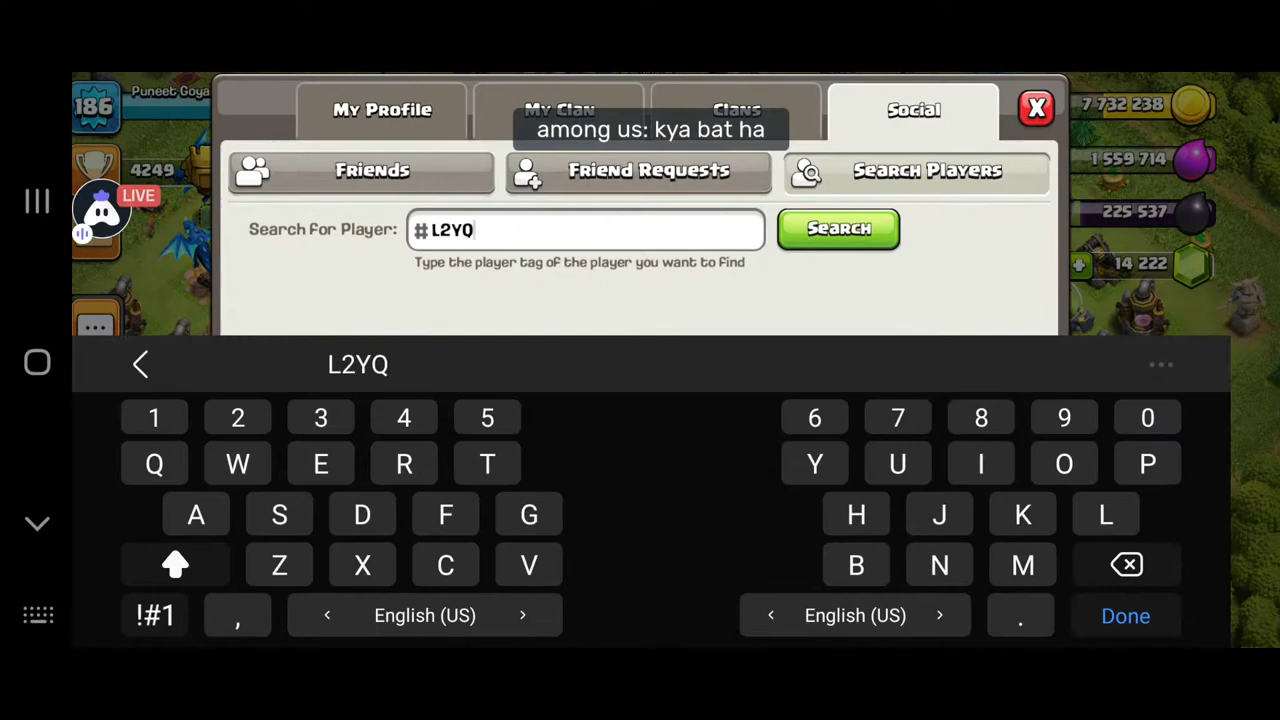 186
Puneet Goya
My Profile
My Clan
Clans
Social
X
7 732 238
among us: kya bat ha
4249
Friends
Friend Requests
Search Players
1 559 714
LIVE
225 537
Search For Player:
# L2YQ
Search
Type the player tag of the player you want to find
14 222
L2YQ
1 2 3 4 5 6 7 8 9 0
Q W E R T Y U I O P
A S D F G H J K L
Z X C V B N M
!#1 , < English (US) > < English (US) > . Done